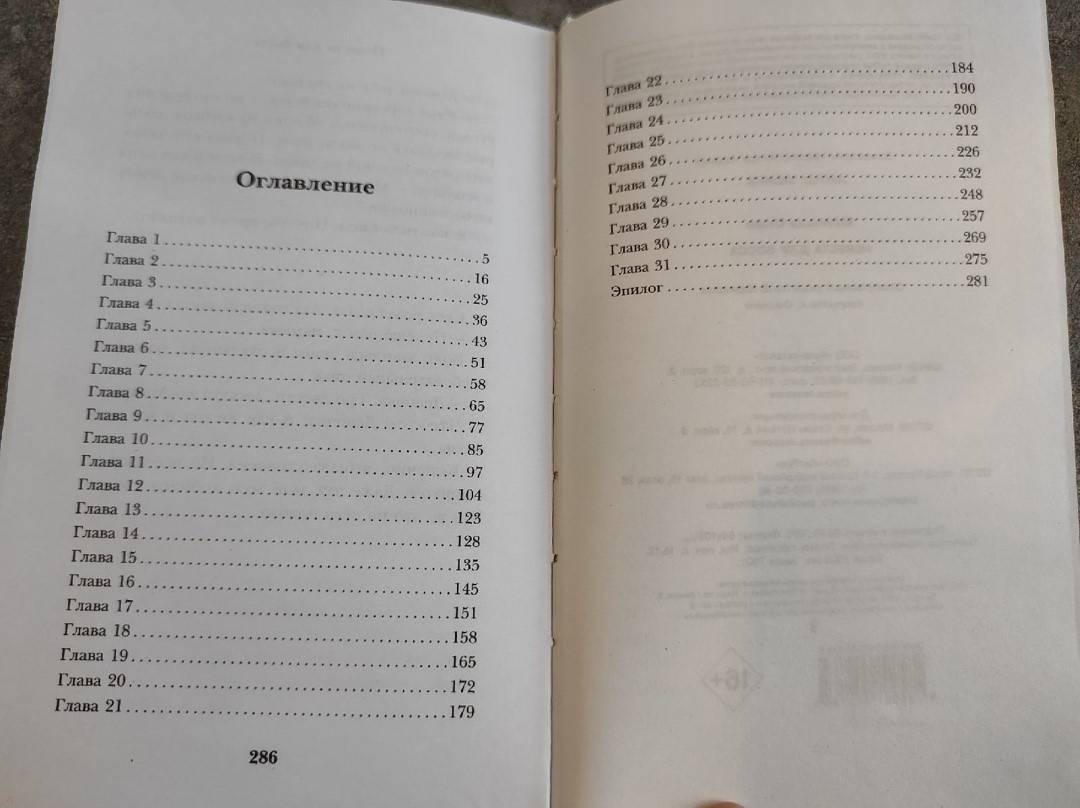 Оглавление
Глава 1 5
Глава 2 16
Глава 3 25
Глава 4 36
Глава 5 43
Глава 6 51
Глава 7 58
Глава 8 65
Глава 9 77
Глава 10 85
Глава 11 97
Глава 12 104
Глава 13 123
Глава 14 128
Глава 15 135
Глава 16 145
Глава 17 151
Глава 18 158
Глава 19 165
Глава 20 172
Глава 21 179
286
Глава 22 184
Глава 23 190
Глава 24 200
Глава 25 212
Глава 26 226
Глава 27 232
Глава 28 248
Глава 29 257
Глава 30 269
Глава 31 275
Эпилог 281
16+